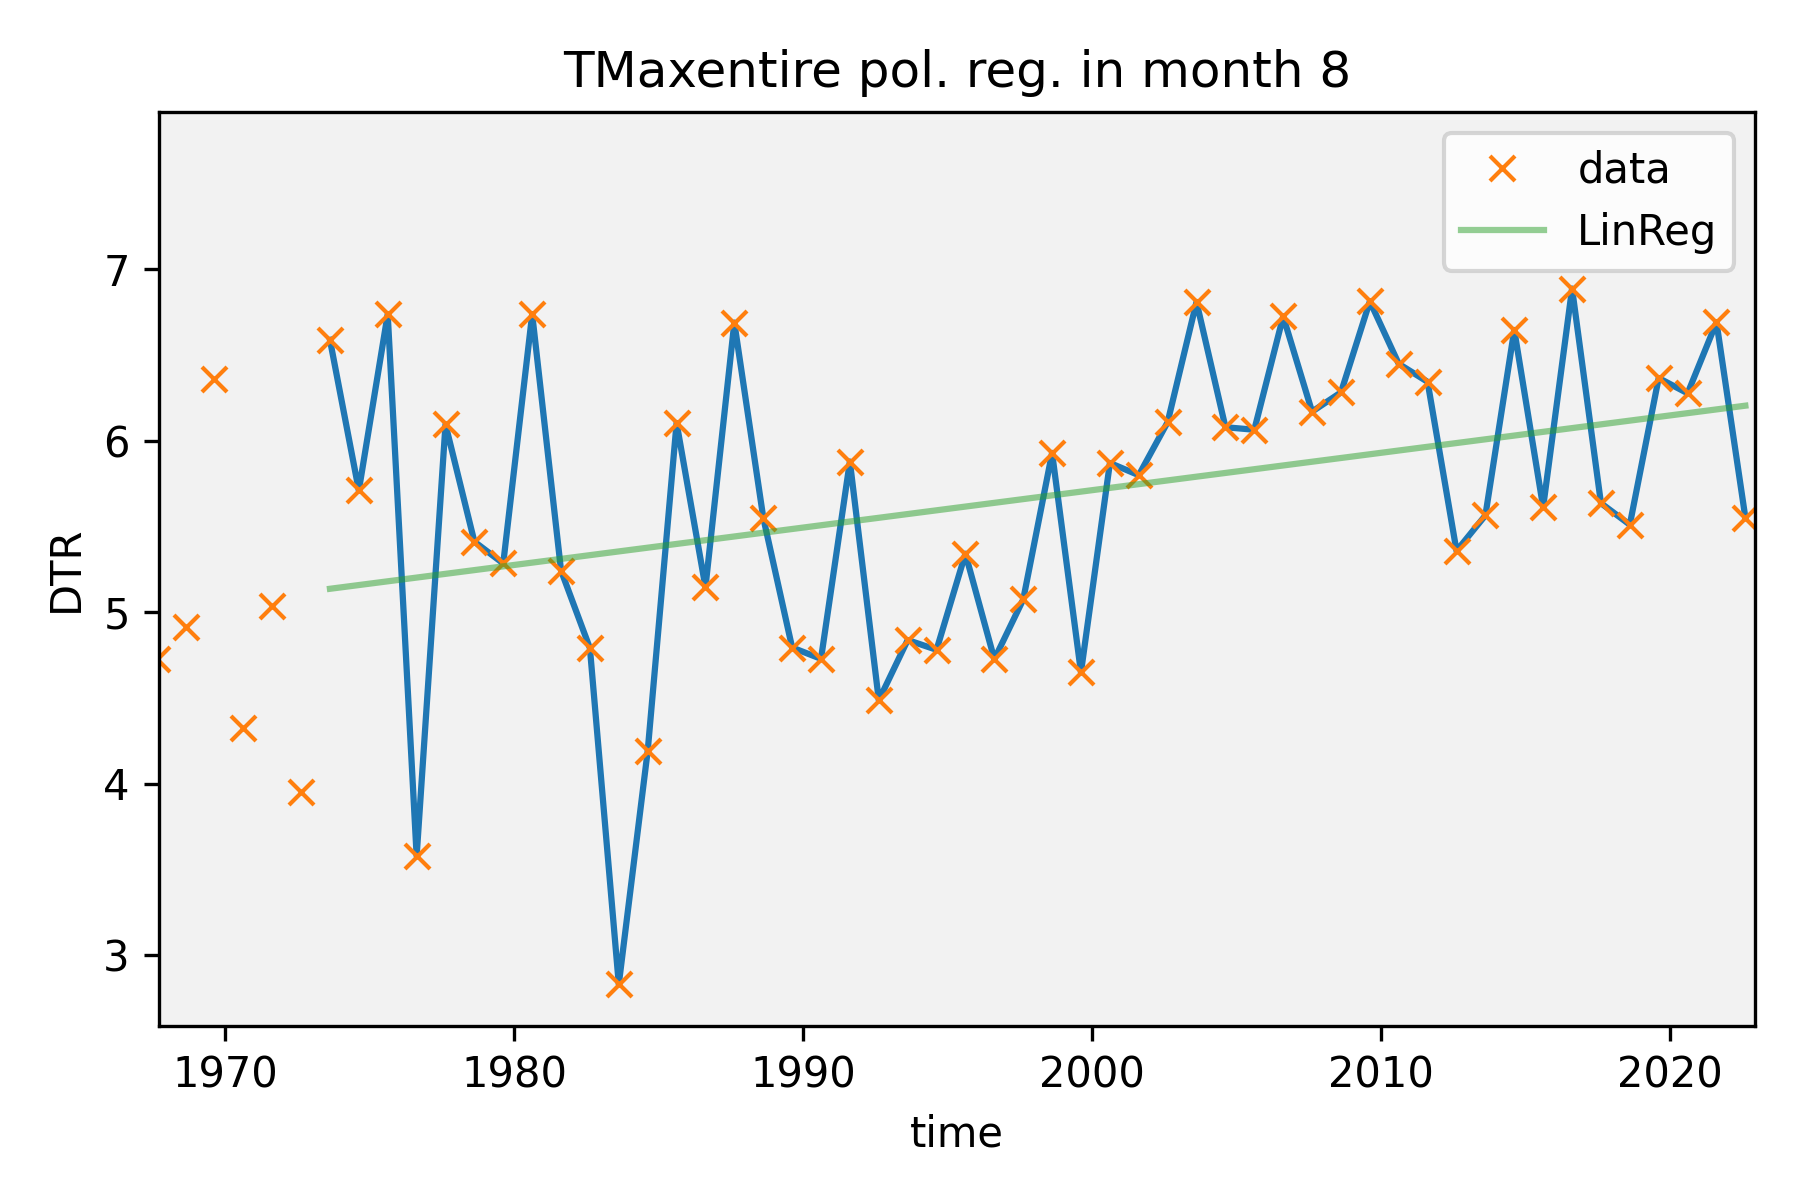 TMaxentire pol. reg. in month 8
data
LinReg
7
6
5
4
3
DTR
1970 1980 1990 2000 2010 2020
time